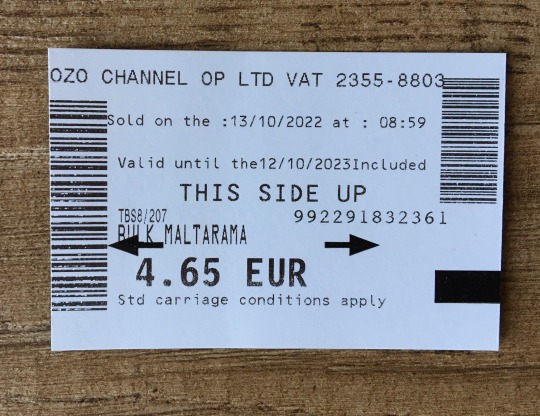 OZO CHANNEL OP LTD VAT 2355-8803
Sold on the :13/10/2022 at : 08:59
Valid until the12/10/2023Included
THIS SIDE UP
TBS8/207 992291832361
BULK MALTARAMA
4.65 EUR
Std carriage conditions apply